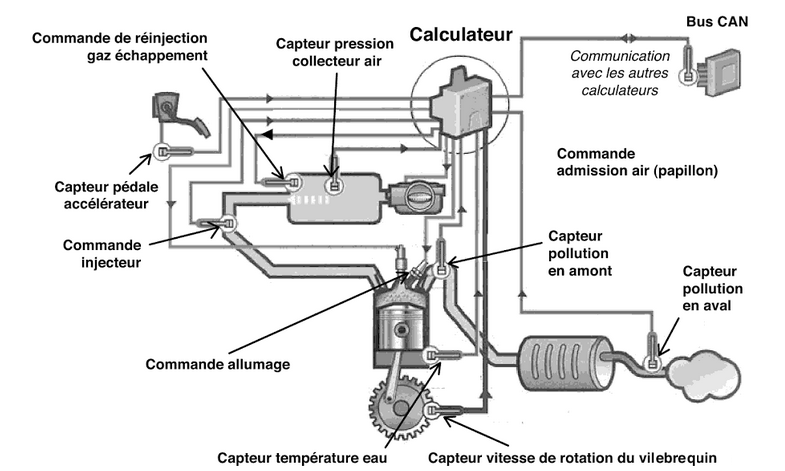 Bus CAN
Calculateur
Commande de réinjection
gaz échappement
Capteur pression
collecteur air
Communication
avec les autres
calculateurs
Commande
admission air (papillon)
Capteur pédale
accélérateur
Commande
injecteur
Capteur
pollution
en amont
Capteur
pollution
en aval
Commande allumage
Capteur température eau
Capteur vitesse de rotation du vilebrequin